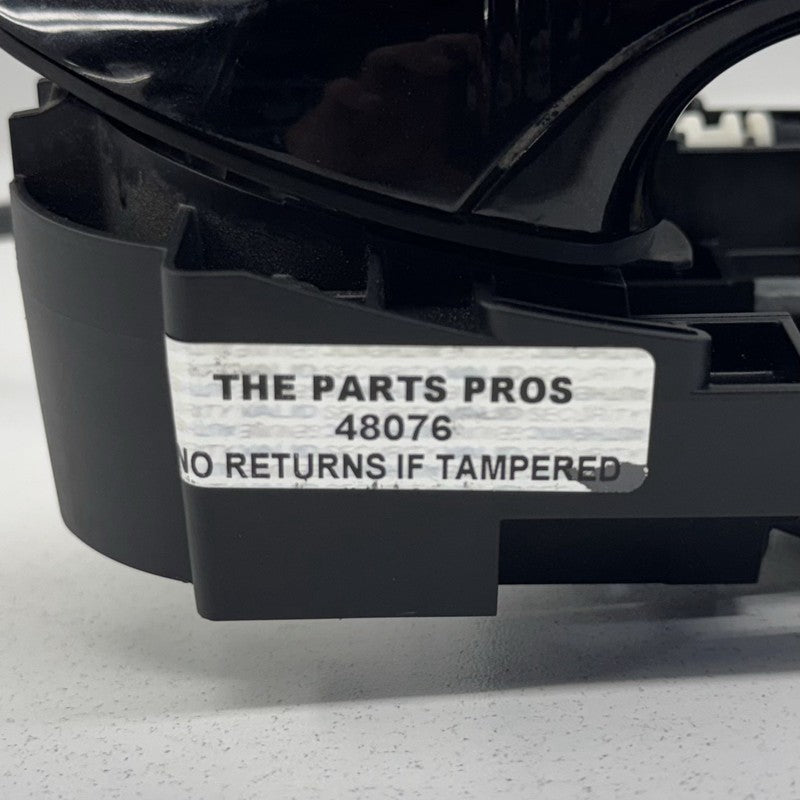 THE PARTS PROS
48076
NO RETURNS IF TAMPERED